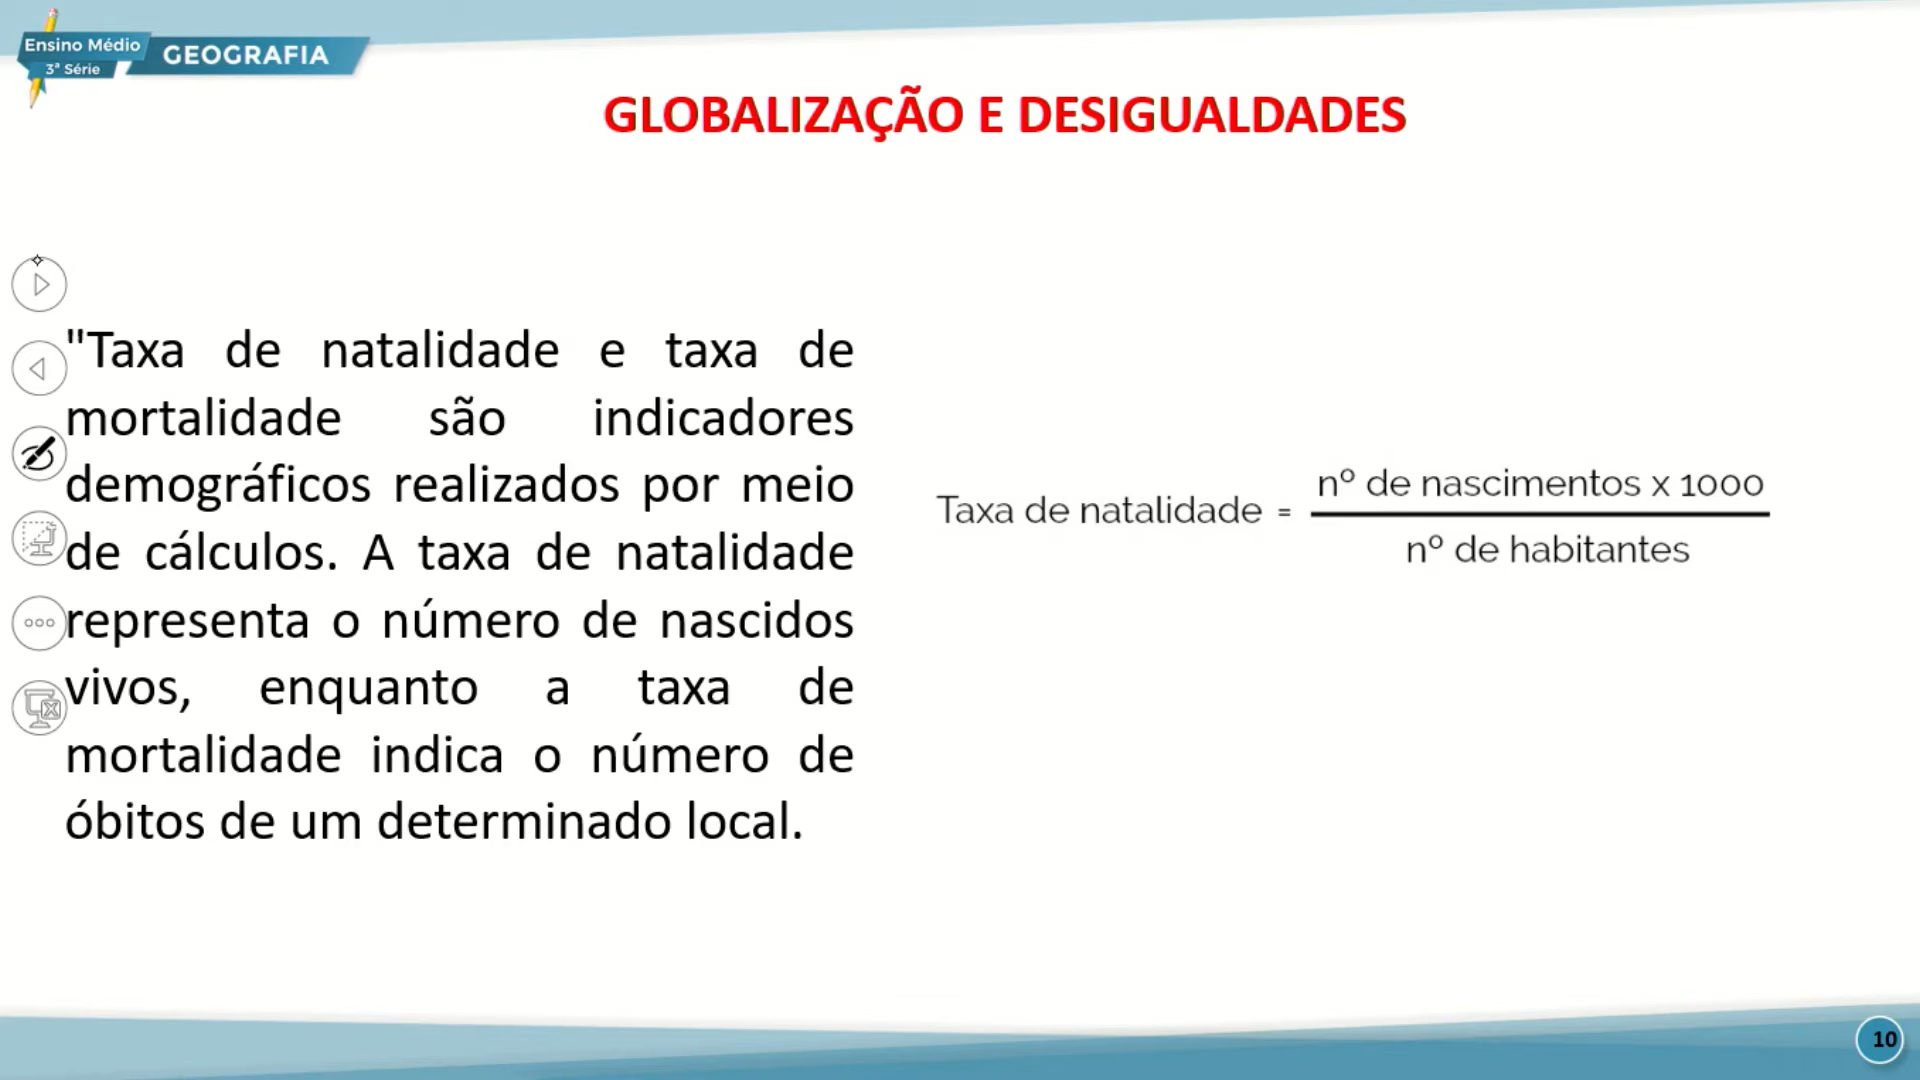 Ensino Médio
3ª Série
GEOGRAFIA
GLOBALIZAÇÃO E DESIGUALDADES
"Taxa de natalidade e taxa de
mortalidade são indicadores
demográficos realizados por meio
de cálculos. A taxa de natalidade
representa o número de nascidos
vivos, enquanto a taxa de
mortalidade indica o número de
óbitos de um determinado local.
nº de nascimentos x 1000
Taxa de natalidade =
nº de habitantes
10